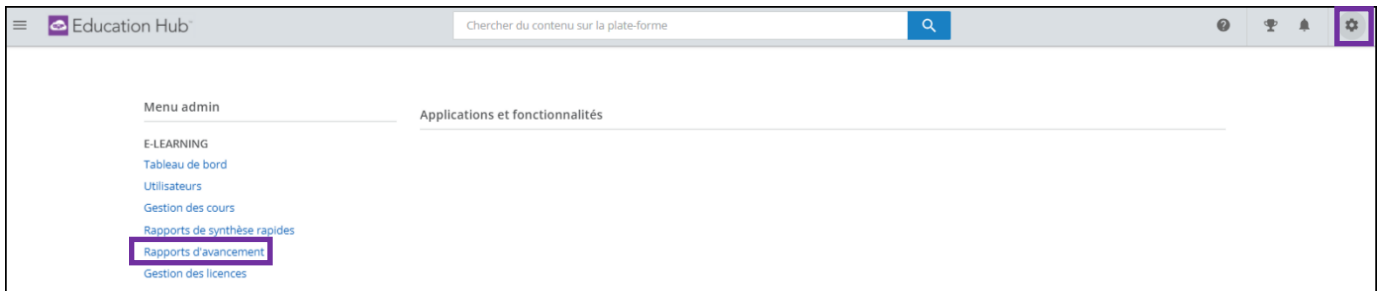 Education Hub™
Chercher du contenu sur la plate-forme
Menu admin
Applications et fonctionnalités
E-LEARNING
Tableau de bord
Utilisateurs
Gestion des cours
Rapports de synthèse rapides
Rapports d'avancement
Gestion des licences